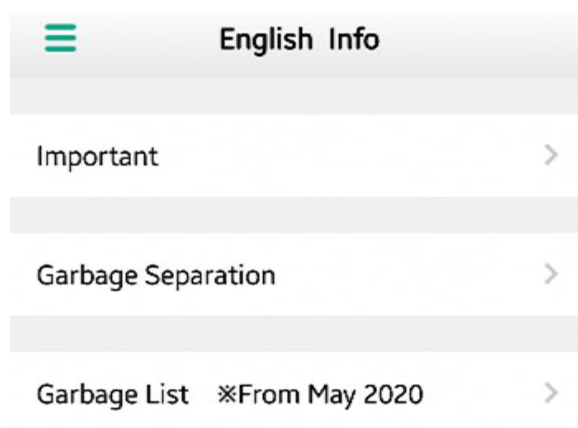 English Info
Important
Garbage Separation
Garbage List ※From May 2020